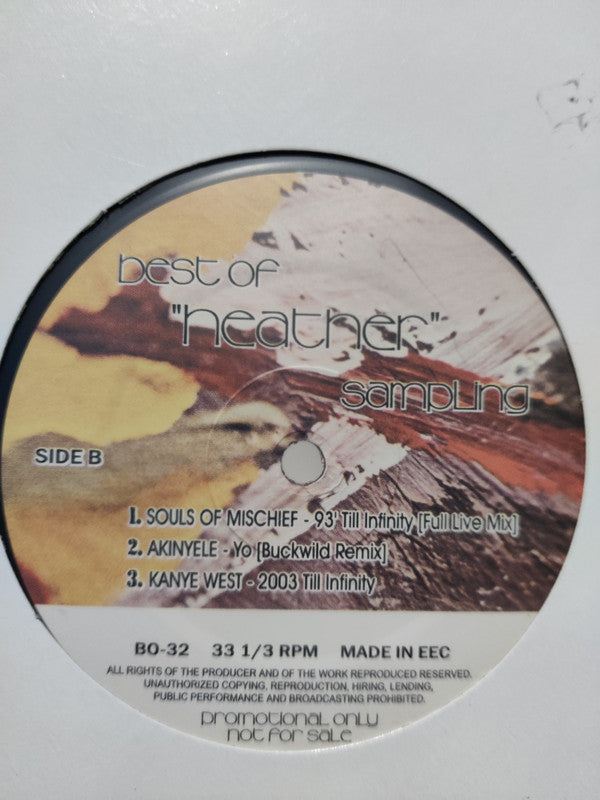 best of
"heather"
sampling
SIDE B
1. SOULS OF MISCHIEF - 93' Till Infinity [Full Live Mix]
2. AKINYELE - Yo [Buckwild Remix]
3. KANYE WEST - 2003 Till Infinity
BO-32 33 1/3 RPM MADE IN EEC
ALL RIGHTS OF THE PRODUCER AND OF THE WORK REPRODUCED RESERVED.
UNAUTHORIZED COPYING, REPRODUCTION, HIRING, LENDING,
PUBLIC PERFORMANCE AND BROADCASTING PROHIBITED.
promotional only
not for sale